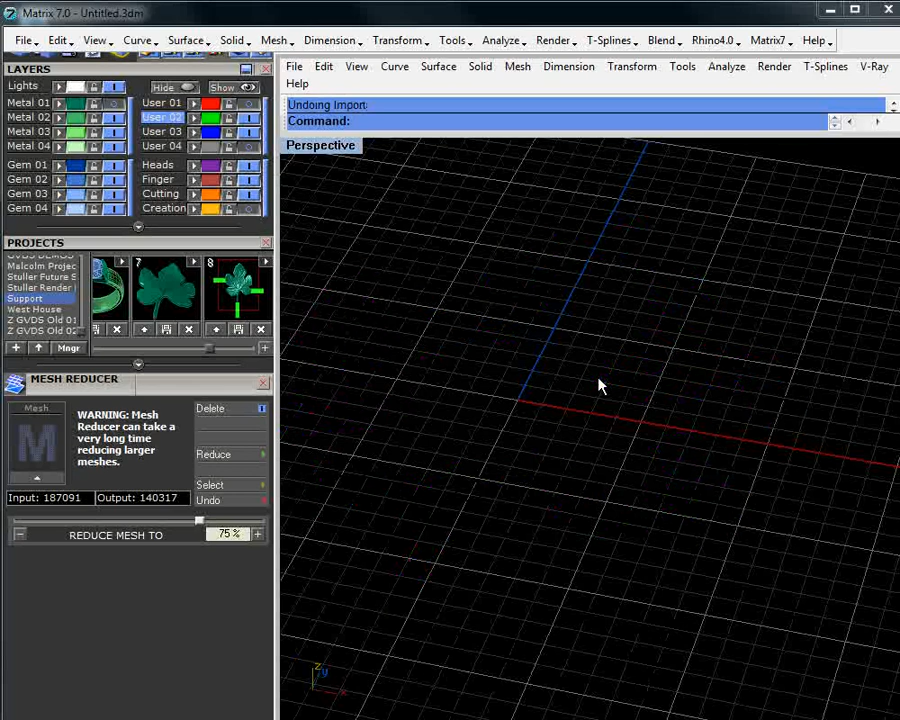 Matrix 7.0 - Untitled.3dm
File Edit View Curve Surface Solid Mesh Dimension Transform Tools Analyze Render T-Splines Blend Rhino4.0 Matrix7 Help
LAYERS
Lights Hide Show
Metal 01 User 01
Metal 02 User 02
Metal 03 User 03
Metal 04 User 04
Gem 01 Heads
Gem 02 Finger
Gem 03 Cutting
Gem 04 Creation
PROJECTS
GVDS DEMOS
Malcolm Projec
Stuller Future S
Stuller Render
Support
West House
Z GVDS Old 01
Z GVDS Old 02
7 8
Mngr
MESH REDUCER
Mesh
M
WARNING: Mesh
Reducer can take a
very long time
reducing larger
meshes.
Delete
Reduce
Select
Undo
Input: 187091 Output: 140317
REDUCE MESH TO 75%
File Edit View Curve Surface Solid Mesh Dimension Transform Tools Analyze Render T-Splines V-Ray
Help
Undoing Import
Command:
Perspective
z
y
x